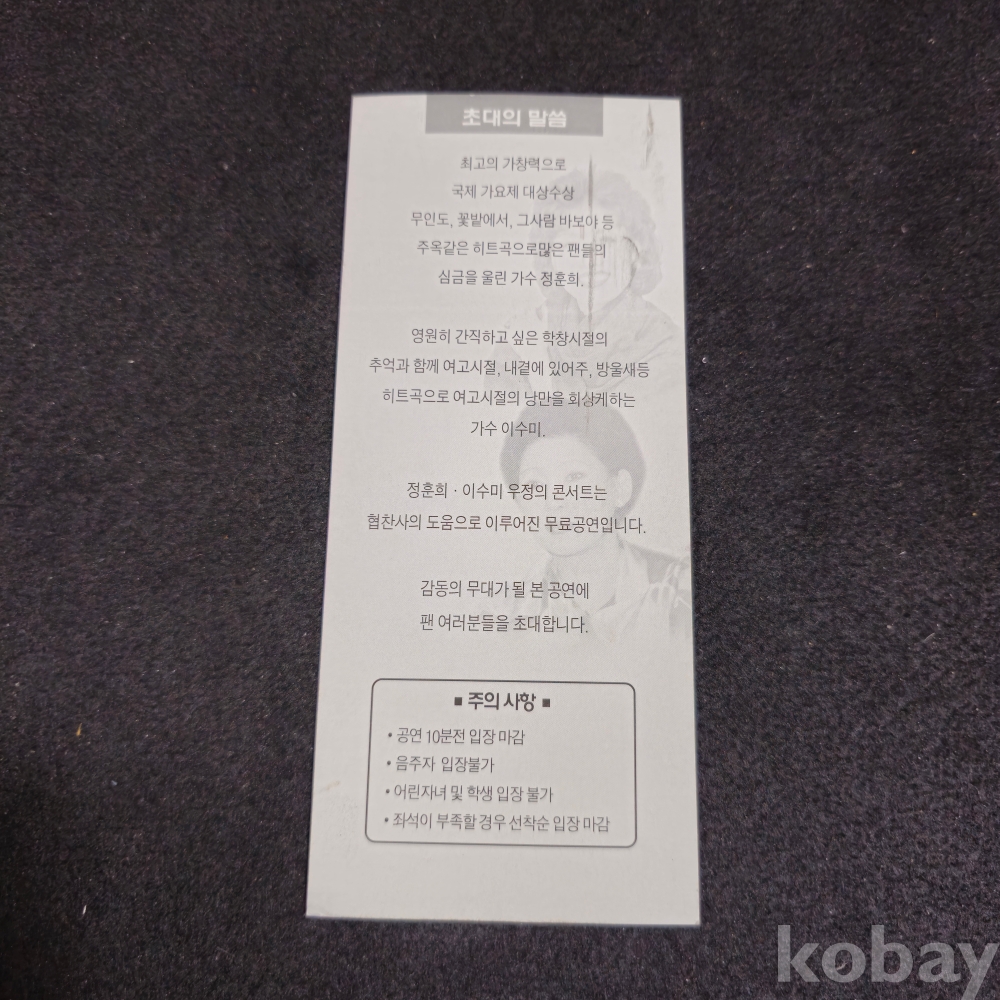 초대의 말씀
최고의 가창력으로
국제 가요제 대상수상
무인도, 꽃밭에서, 그사람 바보야 등
주옥같은 히트곡으로많은 팬들의
심금을 울린 가수 정훈희.
영원히 간직하고 싶은 학창시절의
추억과 함께 여고시절, 내곁에 있어주, 방울새등
히트곡으로 여고시절의 낭만을 회상케하는
가수 이수미.
정훈희 · 이수미 우정의 콘서트는
협찬사의 도움으로 이루어진 무료공연입니다.
감동의 무대가 될 본 공연에
팬 여러분들을 초대합니다.
■ 주의 사항 ■
• 공연 10분전 입장 마감
• 음주자 입장불가
• 어린자녀 및 학생 입장 불가
• 좌석이 부족할 경우 선착순 입장 마감
kobay